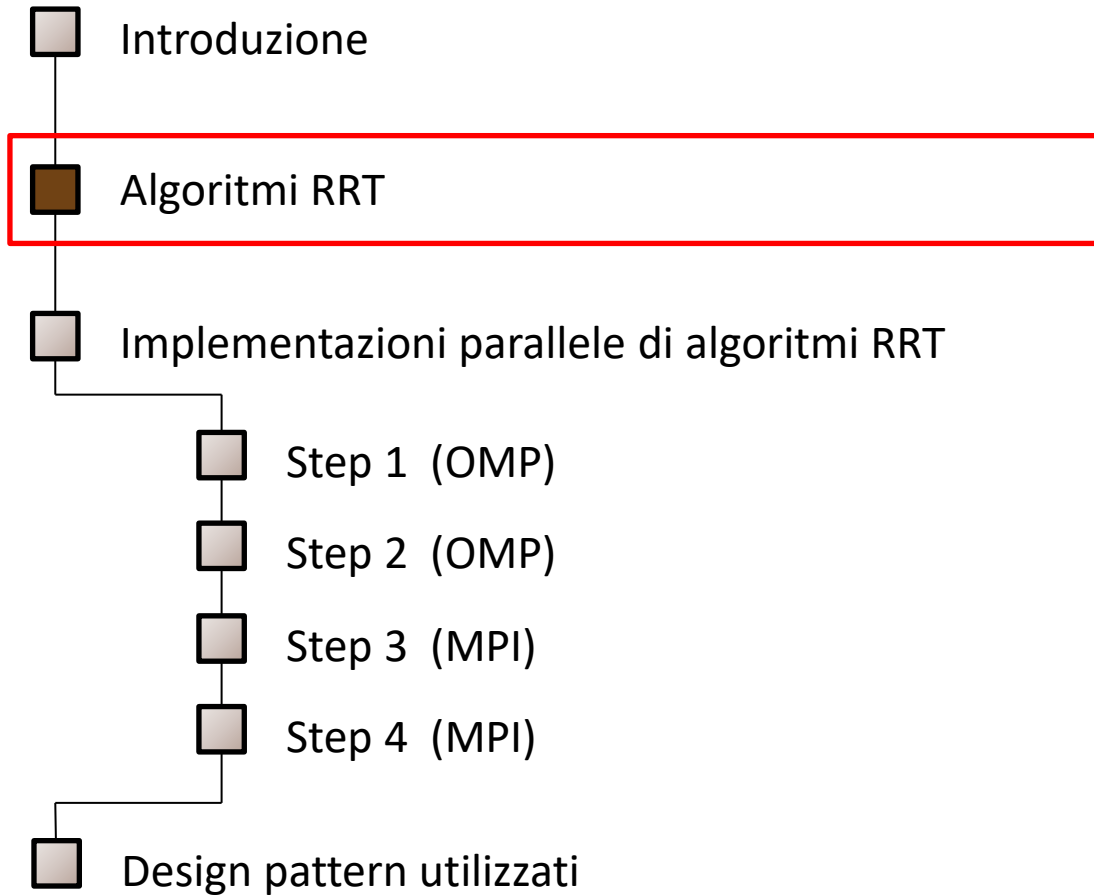 Introduzione
Algoritmi RRT
Implementazioni parallele di algoritmi RRT
Step 1 (OMP)
Step 2 (OMP)
Step 3 (MPI)
Step 4 (MPI)
Design pattern utilizzati